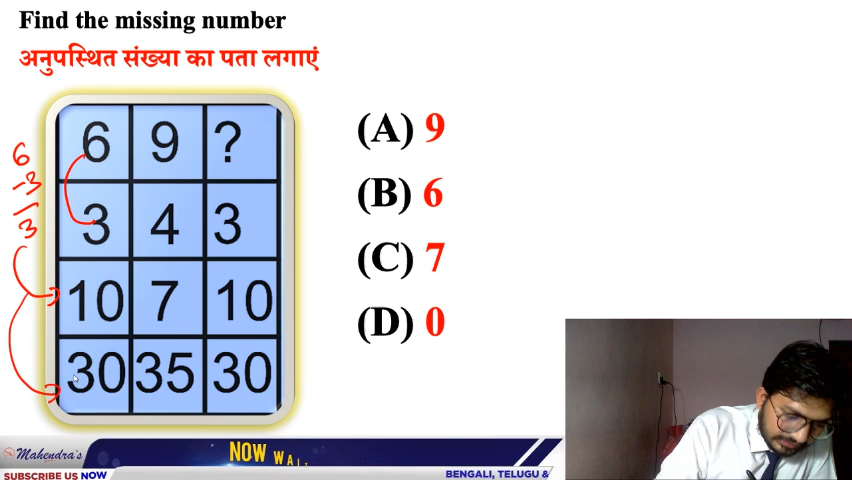 Find the missing number
अनुपस्थित संख्या का पता लगाएं
6 9 ?
3 4 3
10 7 10
30 35 30
6
-3
3
(A) 9
(B) 6
(C) 7
(D) 0
Mahendra's
NOW WAI
SUBSCRIBE US NOW
BENGALI, TELUGU &